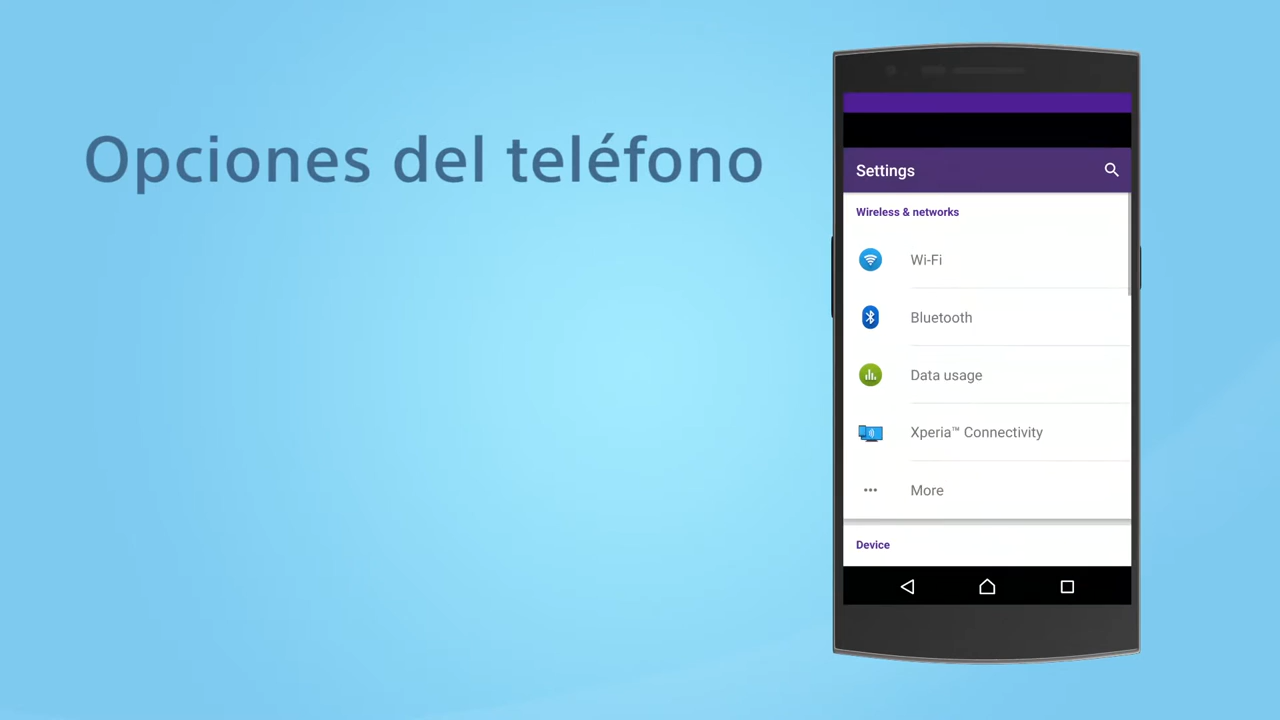 Opciones del teléfono
Settings
Wireless & networks
Wi-Fi
Bluetooth
Data usage
Xperia™ Connectivity
More
Device